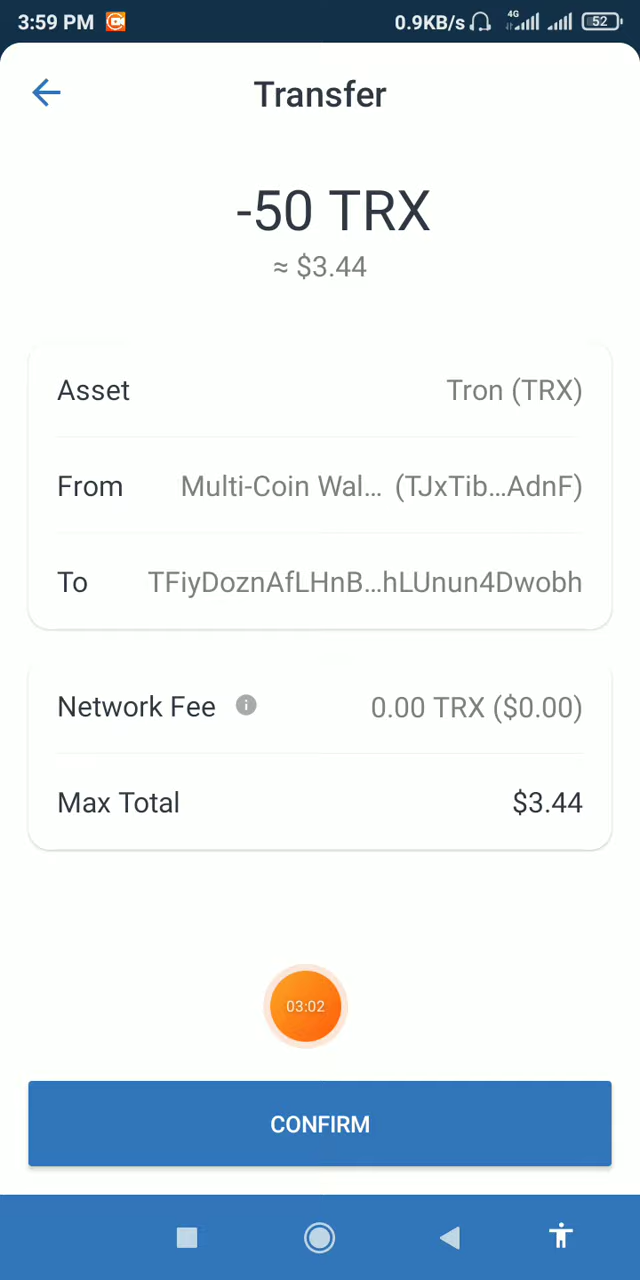 3:59 PM 0.9KB/s 4G 52
Transfer
-50 TRX
≈ $3.44
Asset Tron (TRX)
From Multi-Coin Wal... (TJxTib...AdnF)
To TFiyDoznAfLHnB...hLUnun4Dwobh
Network Fee 0.00 TRX ($0.00)
Max Total $3.44
03:02
CONFIRM